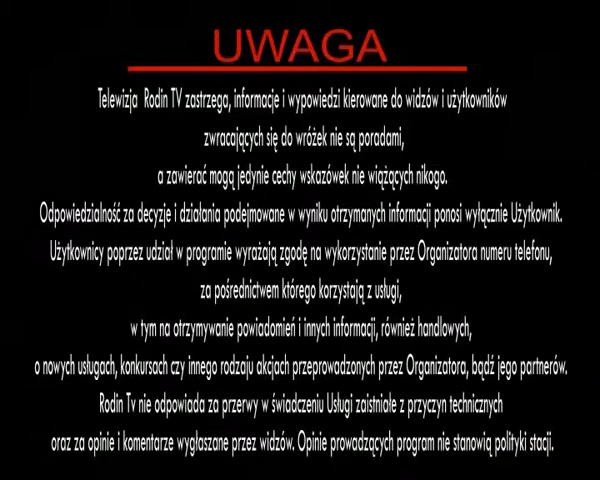 UWAGA
Telewizja Rodin TV zastrzega, informacje i wypowiedzi kierowane do widzów i użytkowników
zwracających się do wróżek nie są poradami,
a zawierać mogą jedynie cechy wskazówek nie wiążących nikogo.
Odpowiedzialność za decyzje i działania podejmowane w wyniku otrzymanych informacji ponosi wyłącznie Użytkownik.
Użytkownicy poprzez udział w programie wyrażają zgodę na wykorzystanie przez Organizatora numeru telefonu,
za pośrednictwem którego korzystają z usługi,
w tym na otrzymywanie powiadomień i innych informacji, również handlowych,
o nowych usługach, konkursach czy innego rodzaju akcjach przeprowadzonych przez Organizatora, bądź jego partnerów.
Rodin Tv nie odpowiada za przerwy w świadczeniu Usługi zaistniałe z przyczyn technicznych
oraz za opinie i komentarze wygłaszane przez widzów. Opinie prowadzących program nie stanowią polityki stacji.